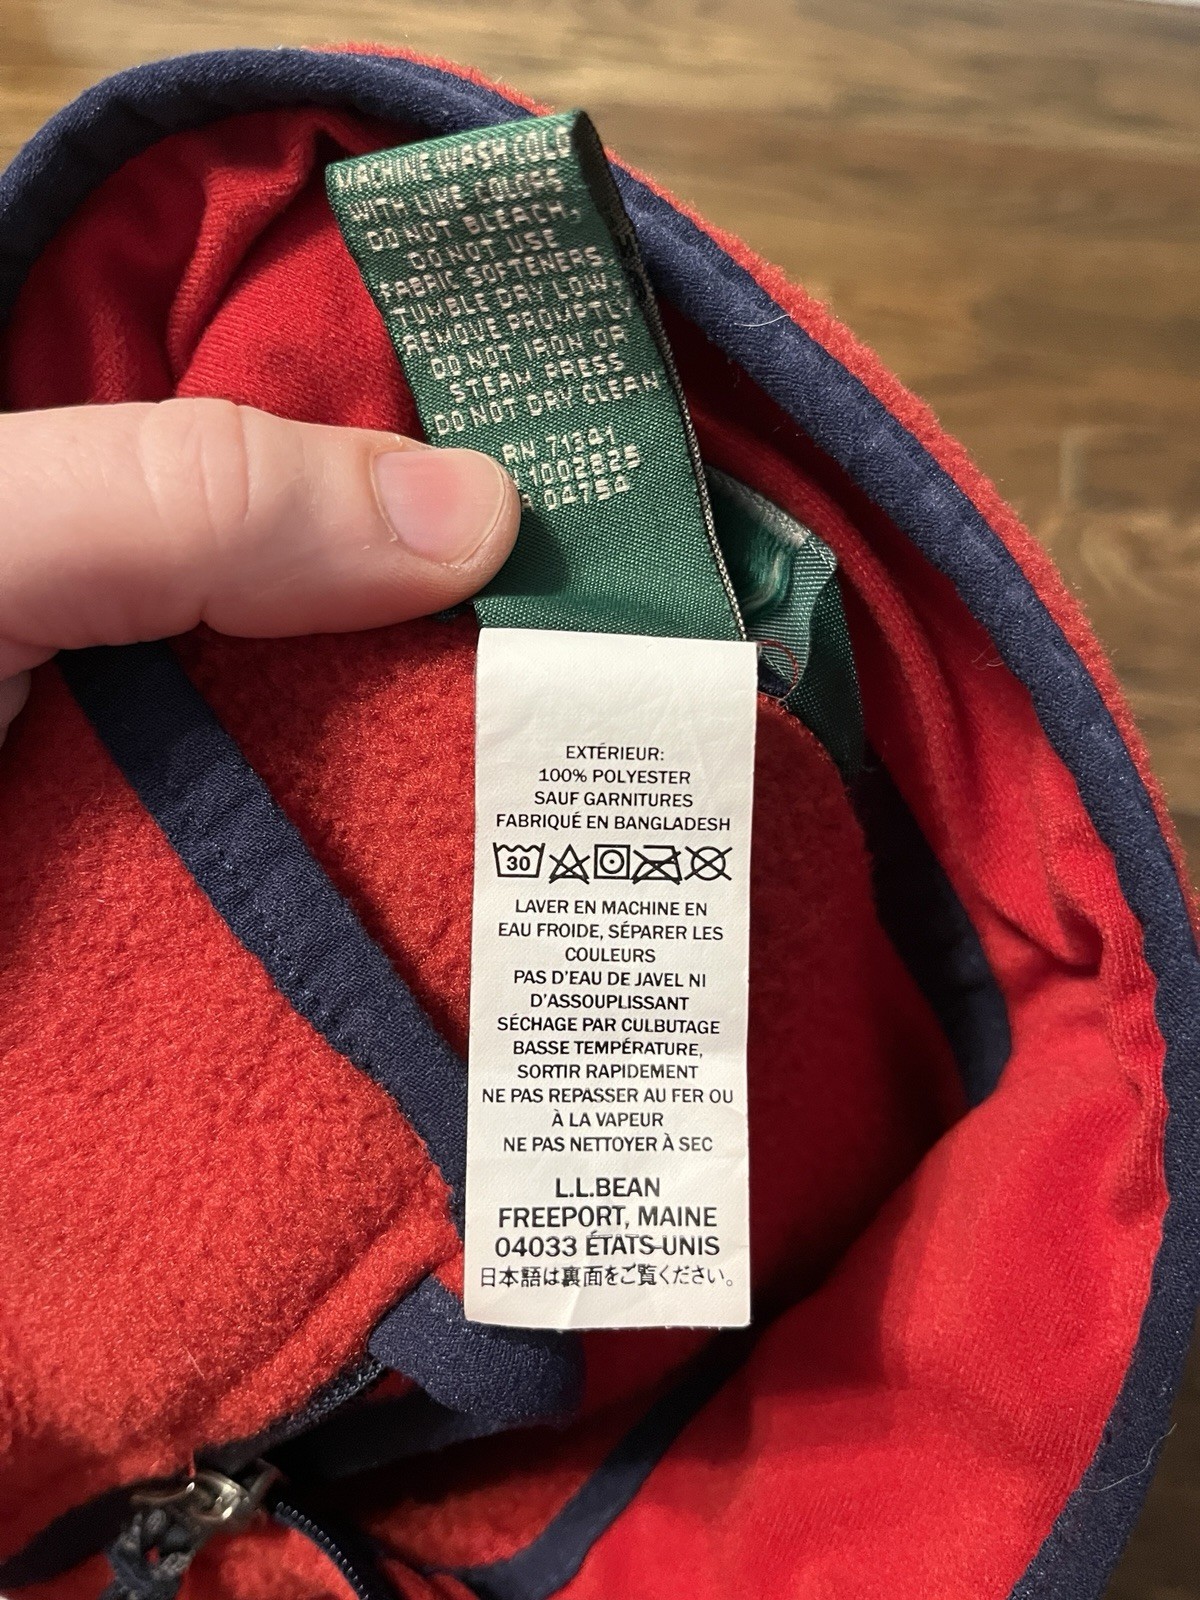 MACHINE WASH COLD
WITH LIKE COLORS
DO NOT BLEACH,
DO NOT USE
FABRIC SOFTENERS
TUMBLE DRY LOW
REMOVE PROMPTLY
DO NOT IRON OR
STEAM PRESS
DO NOT DRY CLEAN
RN 71341
1002825
04754
EXTÉRIEUR:
100% POLYESTER
SAUF GARNITURES
FABRIQUÉ EN BANGLADESH
30
LAVER EN MACHINE EN
EAU FROIDE, SÉPARER LES
COULEURS
PAS D'EAU DE JAVEL NI
D'ASSOUPLISSANT
SÉCHAGE PAR CULBUTAGE
BASSE TEMPÉRATURE,
SORTIR RAPIDEMENT
NE PAS REPASSER AU FER OU
À LA VAPEUR
NE PAS NETTOYER À SEC
L.L.BEAN
FREEPORT, MAINE
04033 ÉTATS-UNIS
日本語は裏面をご覧ください。